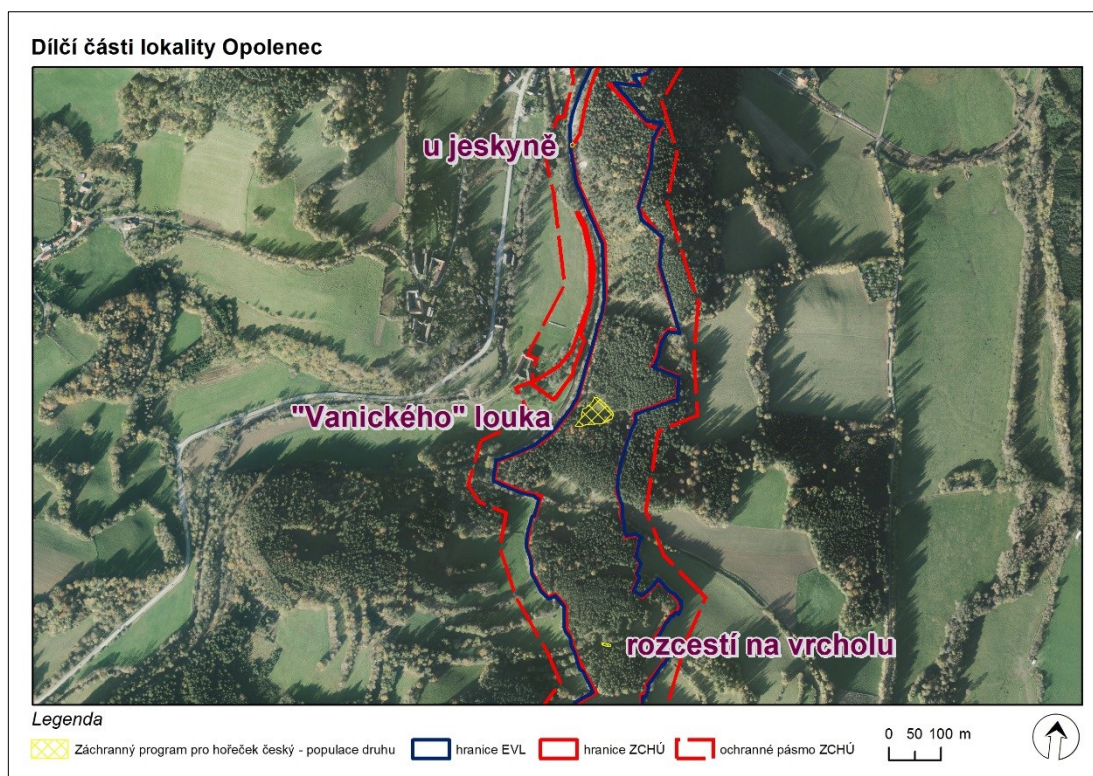 Dílčí části lokality Opolenec
u jeskyně
"Vanického" louka
rozcestí na vrcholu
Legenda
Záchranný program pro hořeček český - populace druhu hranice EVL hranice ZCHÚ ochranné pásmo ZCHÚ 0 50 100 m